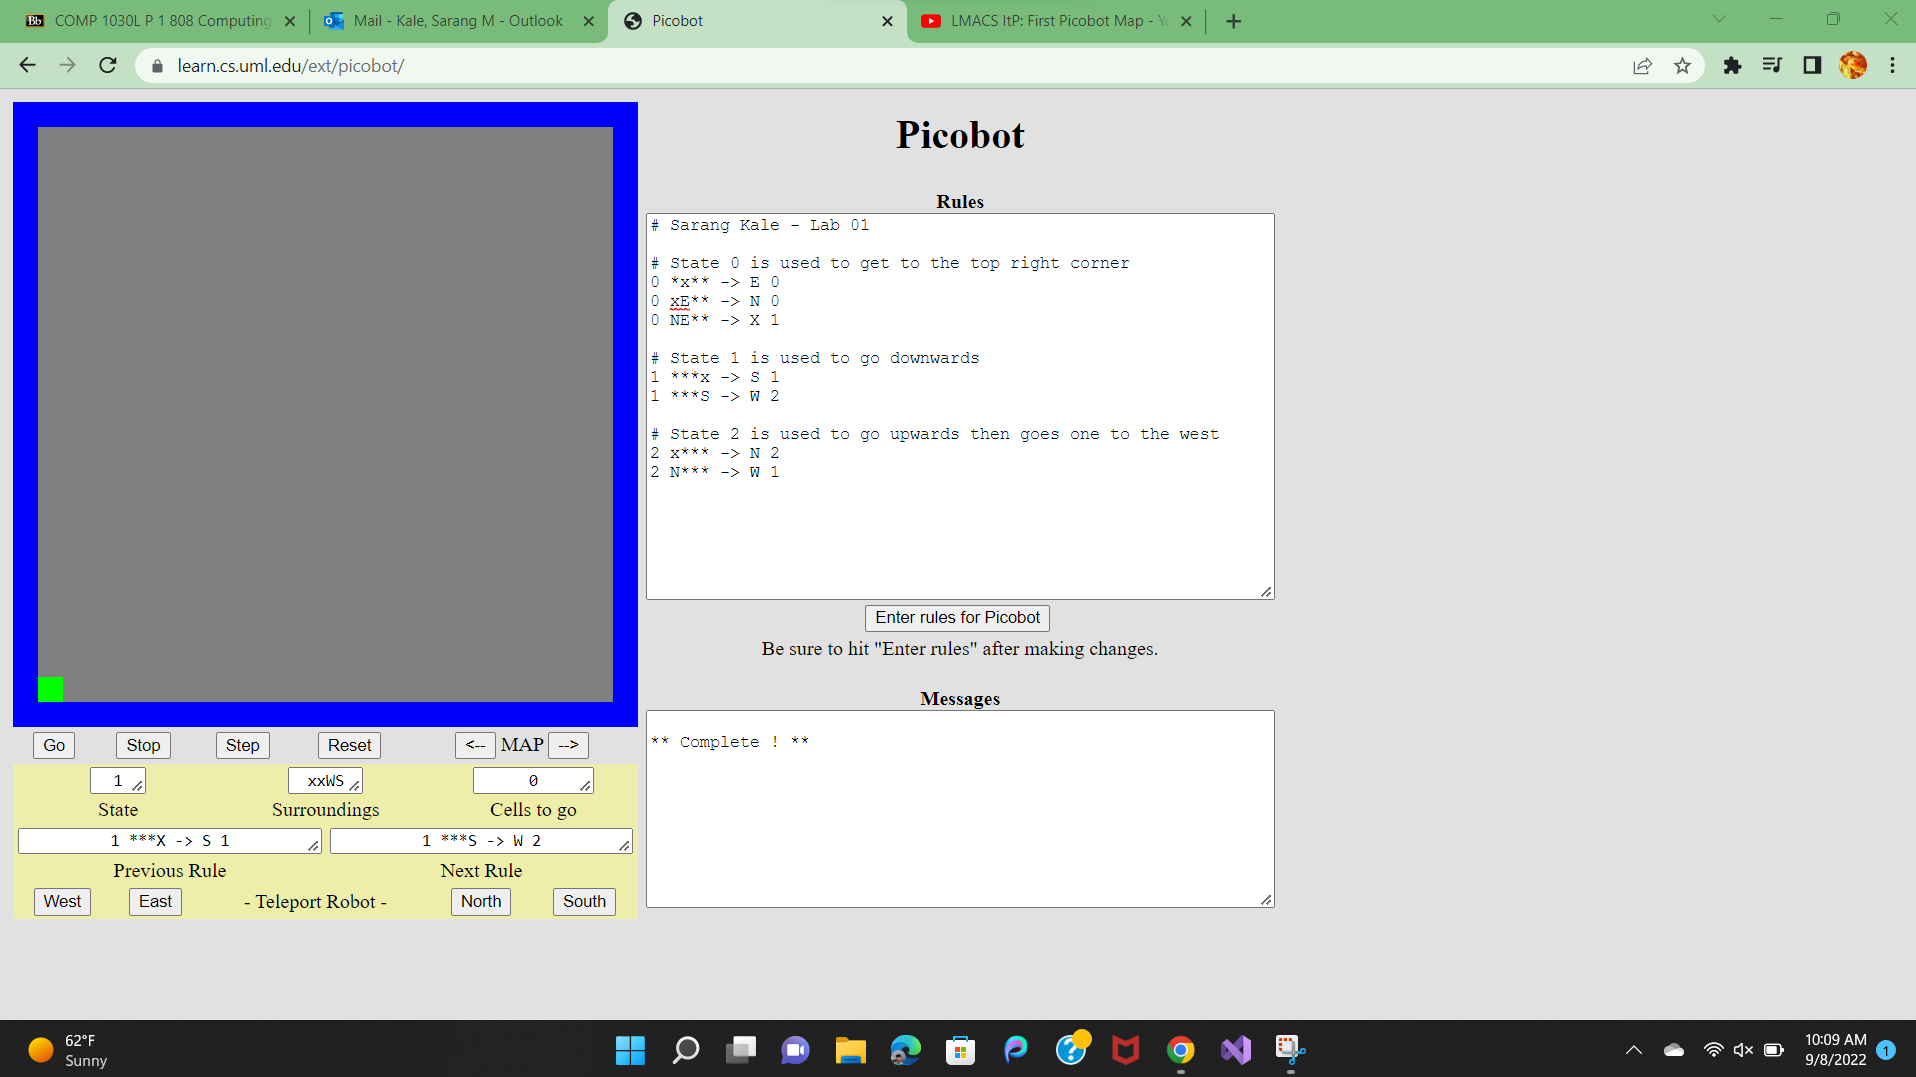 COMP 1030L P 1 808 Computing
Mail - Kale, Sarang M - Outlook
Picobot
LMACS ItP: First Picobot Map - Yo
learn.cs.uml.edu/ext/picobot/
Picobot
Rules
# Sarang Kale - Lab 01
# State 0 is used to get to the top right corner
0 *x** -> E 0
0 xE** -> N 0
0 NE** -> X 1
# State 1 is used to go downwards
1 ***x -> S 1
1 ***S -> W 2
# State 2 is used to go upwards then goes one to the west
2 x*** -> N 2
2 N*** -> W 1
Enter rules for Picobot
Be sure to hit "Enter rules" after making changes.
Messages
** Complete ! **
Go Stop Step Reset <-- MAP -->
1 xxWS 0
State Surroundings Cells to go
1 ***X -> S 1 1 ***S -> W 2
Previous Rule Next Rule
West East - Teleport Robot - North South
62°F
Sunny
10:09 AM
9/8/2022
1